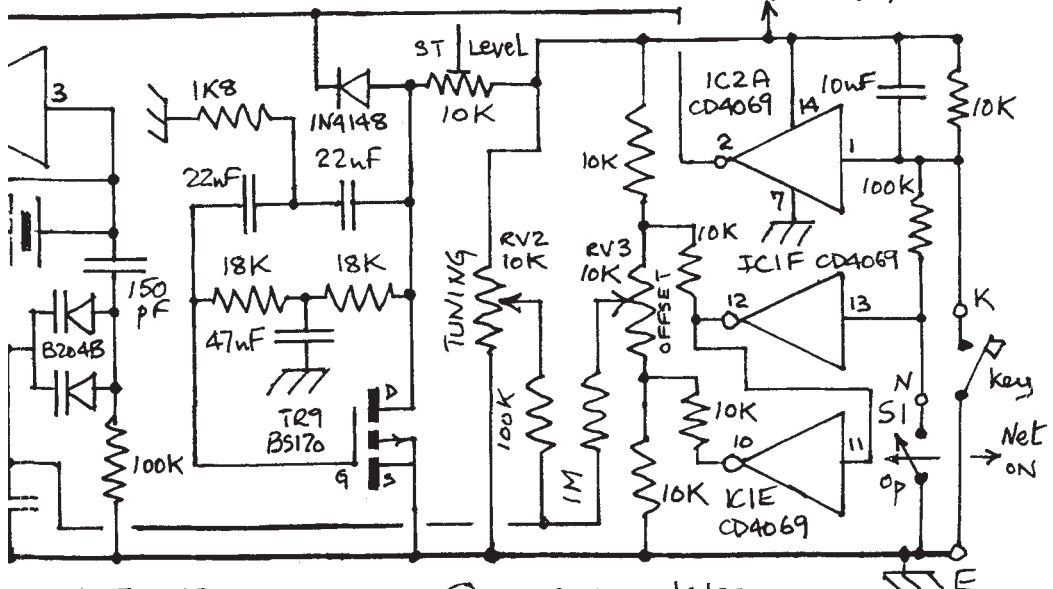 ST Level
3
1K8
1N4148
10K
IC2A
CD4069
14
10uF
10K
2
1
22nF
22nF
10K
7
100K
18K
18K
TUNING
RV2
10K
RV3
10K
OFFSET
10K
IC1F CD4069
12
13
150
pF
47nF
B204B
K
Key
N
S1
TR9
BS170
D
G
S
100K
1M
10K
10
11
OP
Net
ON
100K
10K
IC1E
CD4069
E